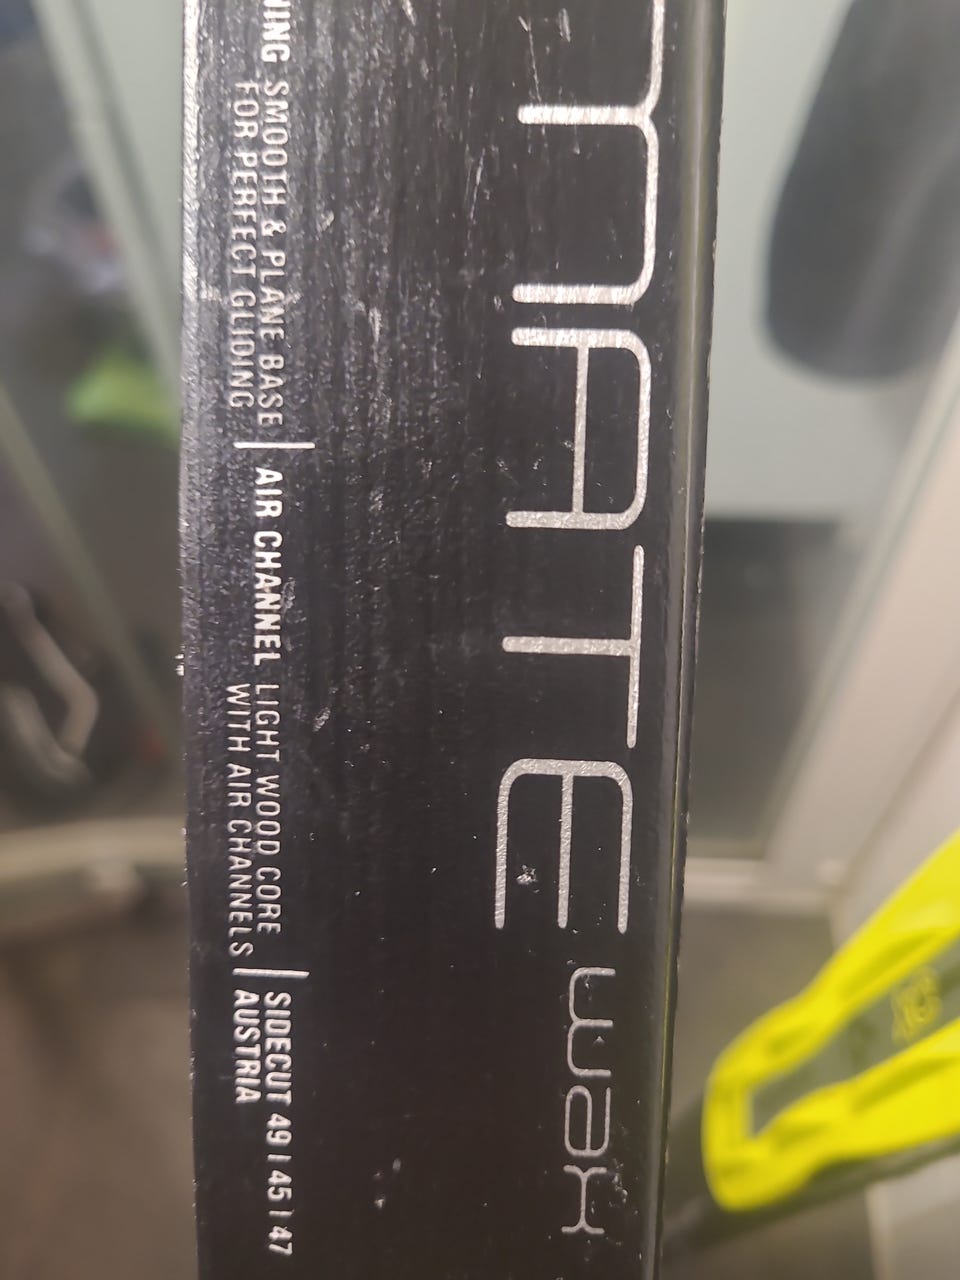 mATE wax
NING SMOOTH & PLANE BASE | AIR CHANNEL LIGHT WOOD CORE | SIDECUT 49 | 45 | 47
FOR PERFECT GLIDING | WITH AIR CHANNELS | AUSTRIA